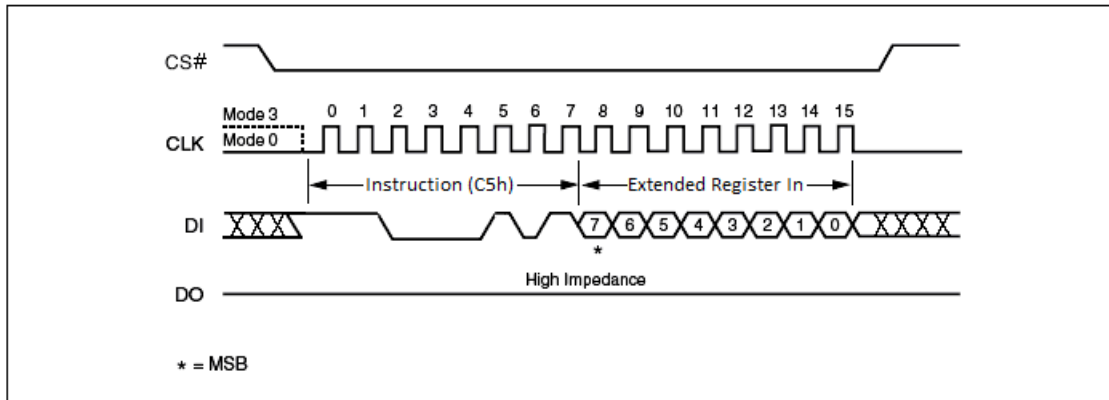 CS#
Mode 3
0 1 2 3 4 5 6 7 8 9 10 11 12 13 14 15
CLK
Mode 0
Instruction (C5h) Extended Register In
DI
7 6 5 4 3 2 1 0
*
High Impedance
DO
* = MSB